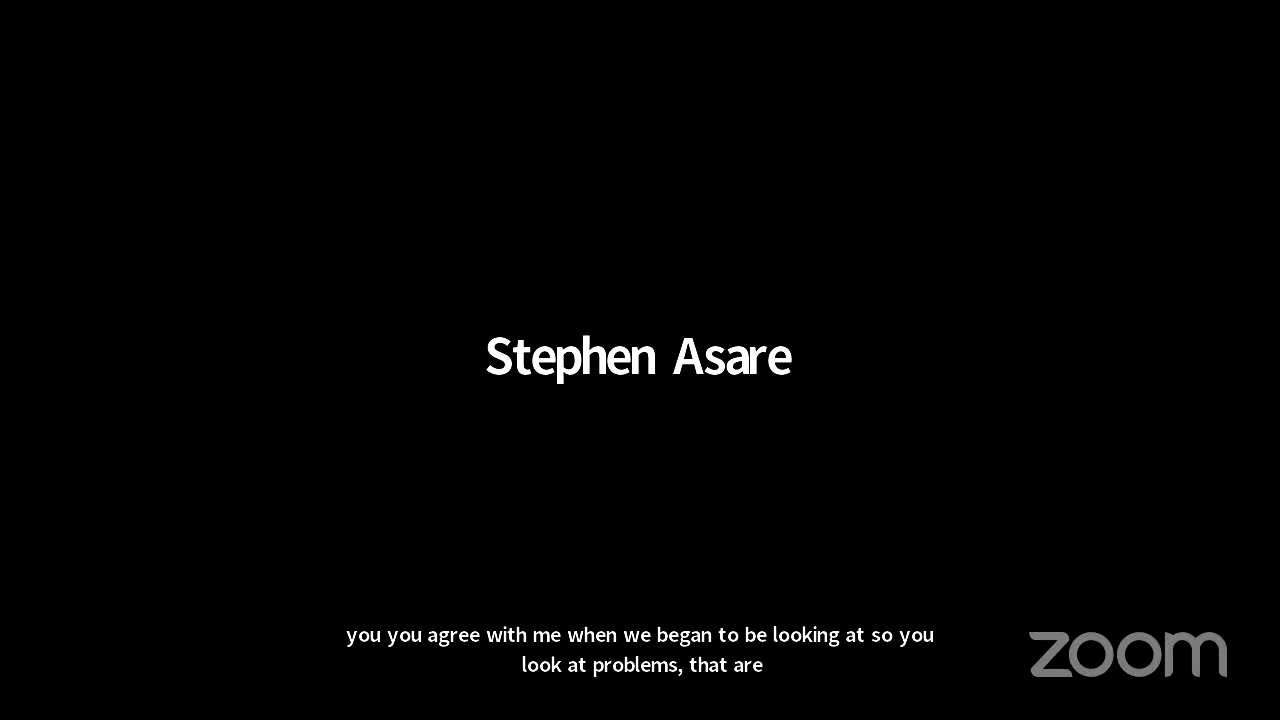 Stephen Asare
you you agree with me when we began to be looking at so you
look at problems, that are
zoom